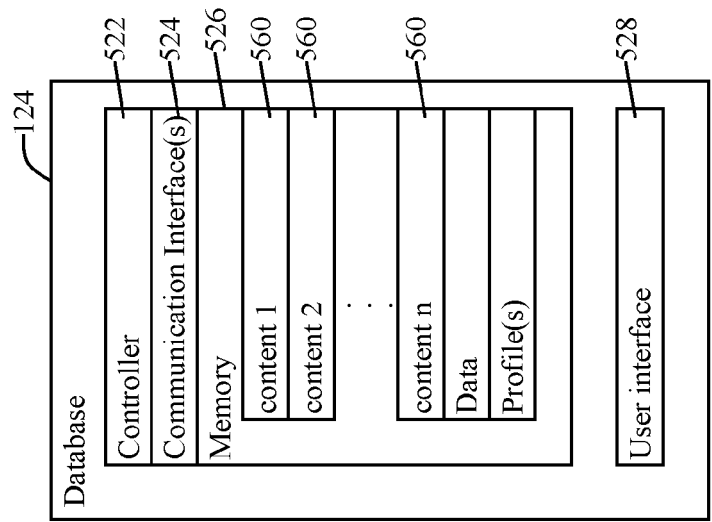 124
Database
Controller 522
Communication Interface(s) 524
Memory 526
content 1 560
content 2 560
. . .
content n 560
Data
Profile(s)
User interface 528